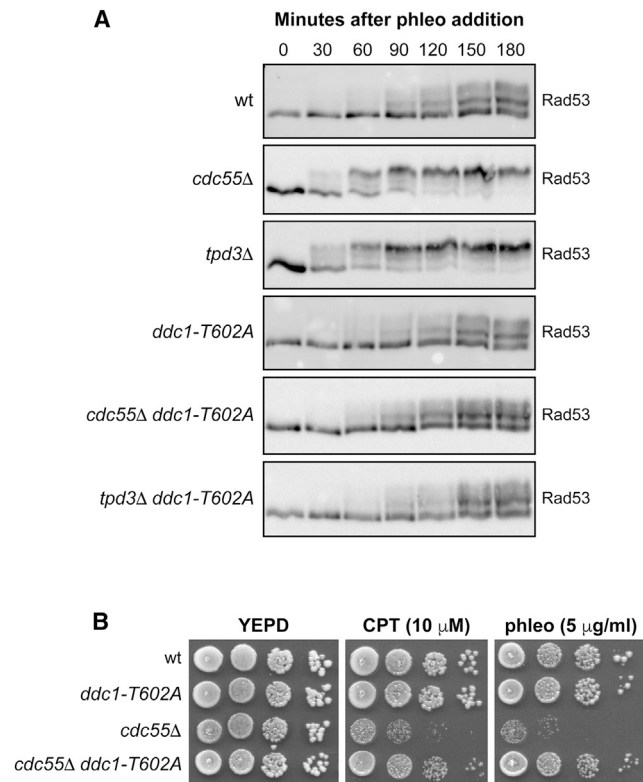 A
Minutes after phleo addition
0 30 60 90 120 150 180
wt Rad53
cdc55Δ Rad53
tpd3Δ Rad53
ddc1-T602A Rad53
cdc55Δ ddc1-T602A Rad53
tpd3Δ ddc1-T602A Rad53
B
YEPD CPT (10 μM) phleo (5 μg/ml)
wt
ddc1-T602A
cdc55Δ
cdc55Δ ddc1-T602A